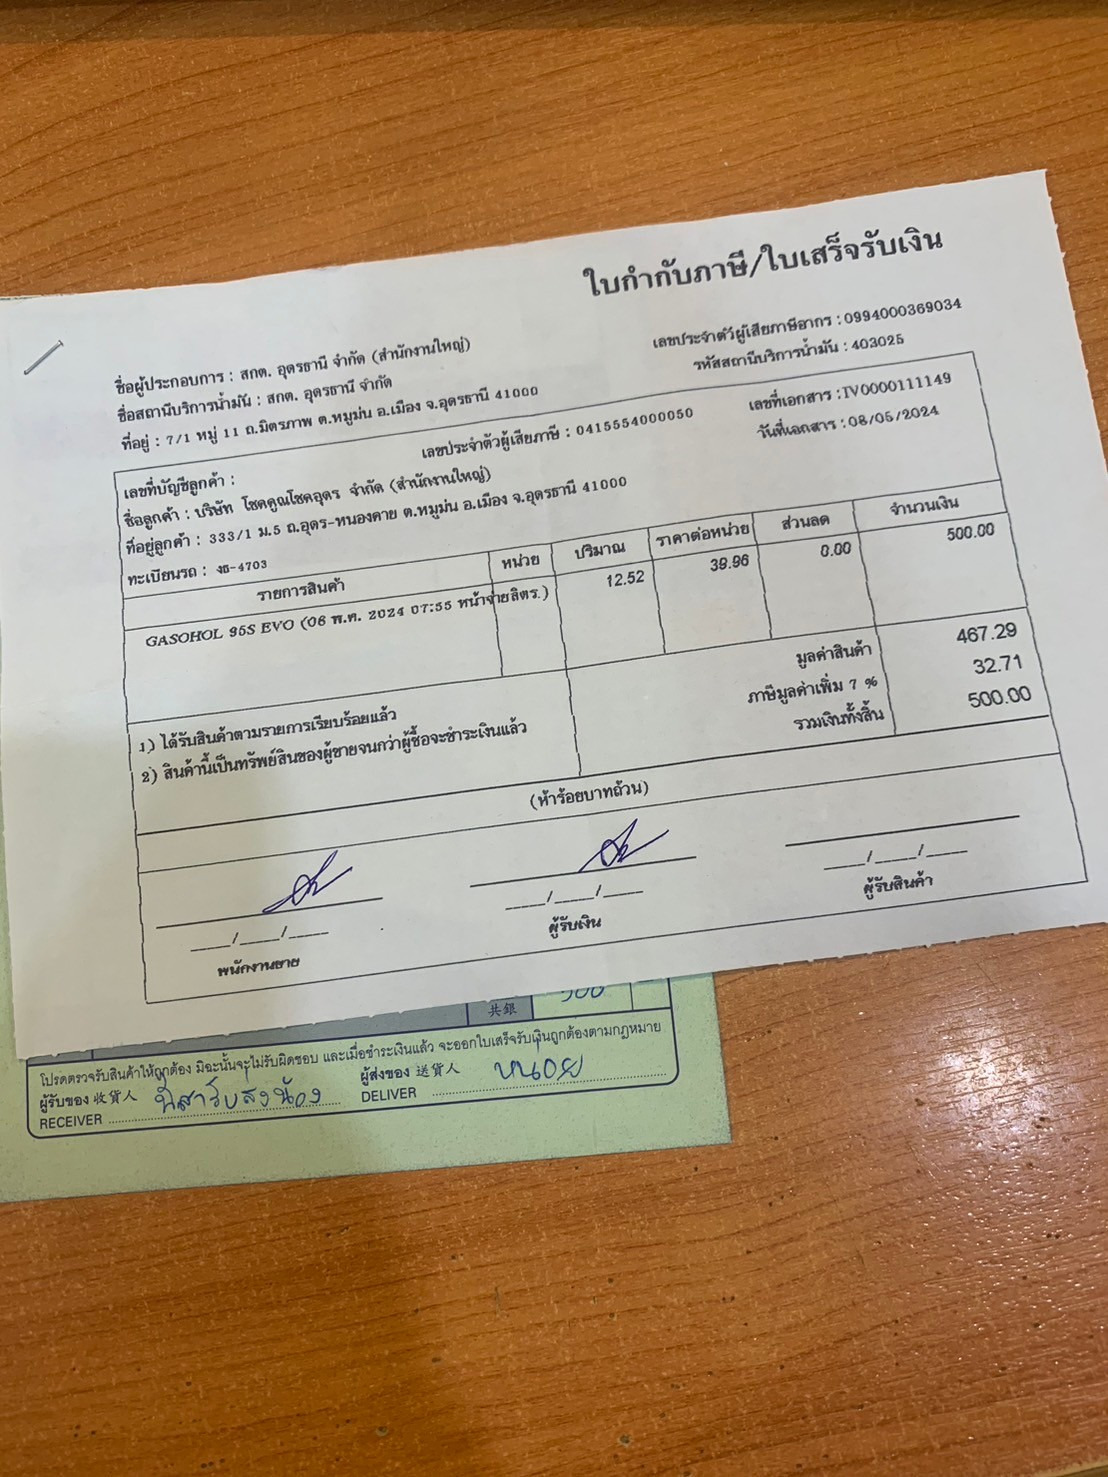 ใบกำกับภาษี/ใบเสร็จรับเงิน
เลขประจำตัวผู้เสียภาษีอากร : 0994000369034
รหัสสถานีบริการน้ำมัน : 403025
ชื่อผู้ประกอบการ : สกต. อุดรธานี จำกัด (สำนักงานใหญ่)
ชื่อสถานีบริการน้ำมัน : สกต. อุดรธานี จำกัด
ที่อยู่ : 7/1 หมู่ 11 ถ.มิตรภาพ ต.หมูม่น อ.เมือง จ.อุดรธานี 41000
เลขที่เอกสาร : IV0000111149
วันที่เอกสาร : 08/05/2024
เลขประจำตัวผู้เสียภาษี : 0415554000050
เลขที่บัญชีลูกค้า :
ชื่อลูกค้า : บริษัท โชคคูณโชคอุดร จำกัด (สำนักงานใหญ่)
ที่อยู่ลูกค้า : 333/1 ม.5 ถ.อุดร-หนองคาย ต.หมูม่น อ.เมือง จ.อุดรธานี 41000
ทะเบียนรถ : งธ-4703
รายการสินค้า หน่วย ปริมาณ ราคาต่อหน่วย ส่วนลด จำนวนเงิน
GASOHOL 95S EVO (06 พ.ค. 2024 07:55 หน้าจ่ายลิตร.) 12.52 39.96 0.00 500.00
มูลค่าสินค้า 467.29
ภาษีมูลค่าเพิ่ม 7 % 32.71
รวมเงินทั้งสิ้น 500.00
1) ได้รับสินค้าตามรายการเรียบร้อยแล้ว
2) สินค้านี้เป็นทรัพย์สินของผู้ขายจนกว่าผู้ซื้อจะชำระเงินแล้ว
(ห้าร้อยบาทถ้วน)
____/____/____ ____/____/____ ____/____/____
พนักงานขาย ผู้รับเงิน ผู้รับสินค้า
共銀 500
โปรดตรวจรับสินค้าให้ถูกต้อง มิฉะนั้นจะไม่รับผิดชอบ และเมื่อชำระเงินแล้ว จะออกใบเสร็จรับเงินถูกต้องตามกฎหมาย
ผู้รับของ 收貨人
RECEIVER
ผู้ส่งของ 送貨人 หน่อย
DELIVER